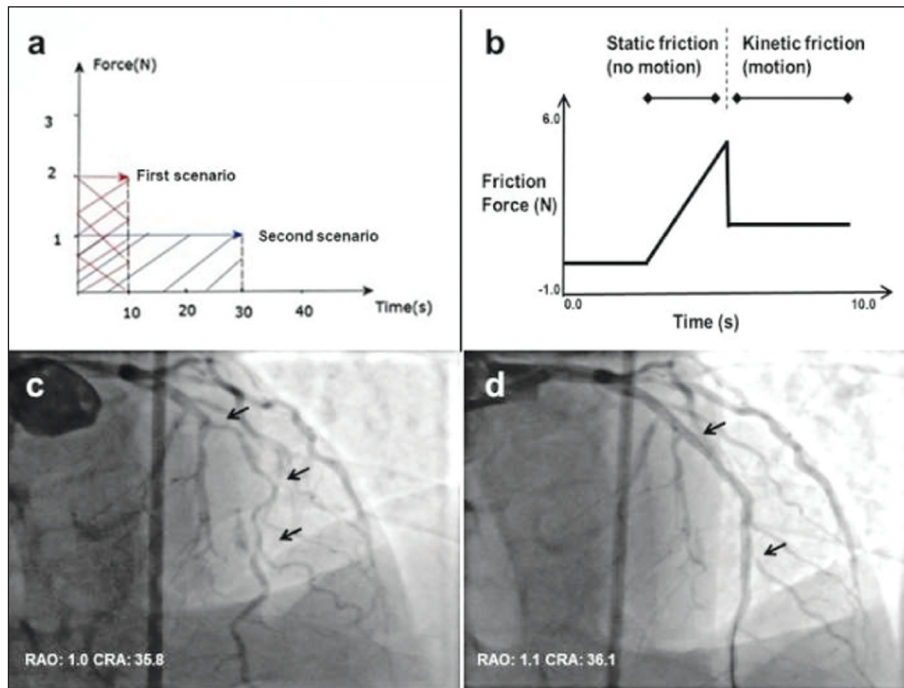 a
Force(N)
3
2
First scenario
1
Second scenario
10
20
30
40
Time(s)
b
Static friction
(no motion)
Kinetic friction
(motion)
6.0
Friction
Force (N)
-1.0
0.0
10.0
Time (s)
c
RAO: 1.0 CRA: 35.8
d
RAO: 1.1 CRA: 36.1